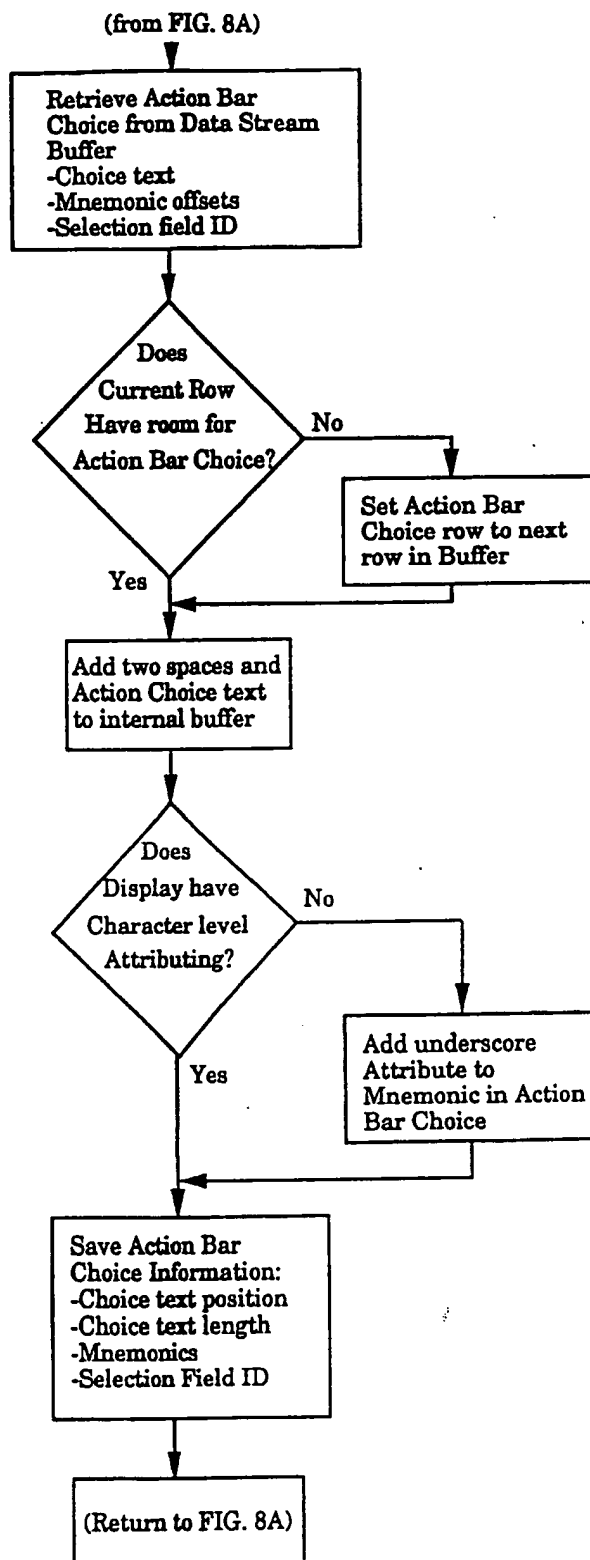 (from FIG. 8A)
Retrieve Action Bar
Choice from Data Stream
Buffer
-Choice text
-Mnemonic offsets
-Selection field ID
Does
Current Row
Have room for
Action Bar Choice?
No
Set Action Bar
Choice row to next
row in Buffer
Yes
Add two spaces and
Action Choice text
to internal buffer
Does
Display have
Character level
Attributing?
No
Add underscore
Attribute to
Mnemonic in Action
Bar Choice
Yes
Save Action Bar
Choice Information:
-Choice text position
-Choice text length
-Mnemonics
-Selection Field ID
(Return to FIG. 8A)